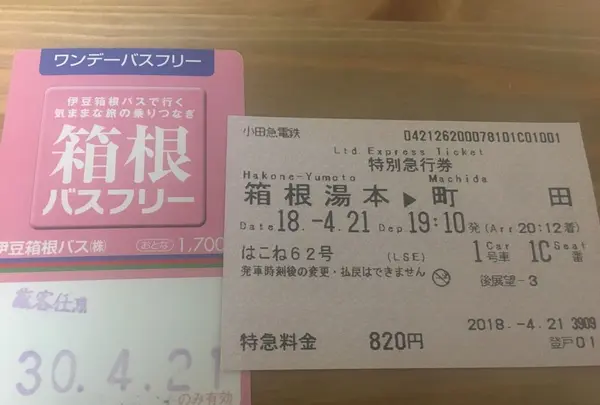 ワンデーバスフリー
伊豆箱根バスで行く
気ままな旅の乗りつなぎ
箱根
バスフリー
伊豆箱根バス(株) おとな 1,700
30.4.21
のみ有効
小田急電鉄 04212620007810​1C01001
Ltd. Express Ticket
特別急行券
Hakone-Yumoto Machida
箱根湯本▶町田
Date 18.-4.21 Dep 19:10発(Arr 20:12着)
はこね62号 (LSE) 1 Car 号車 1C Seat 番
発車時刻後の変更・払戻はできません
後展望-3
特急料金 820円
2018.-4.21 3909
登戸01